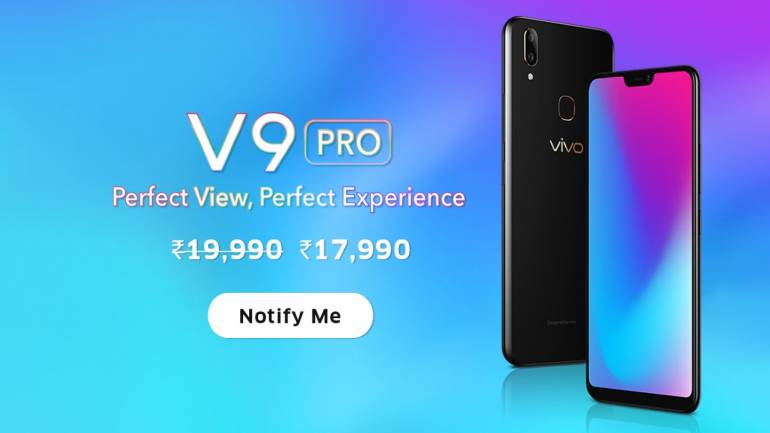 V9 PRO
Perfect View, Perfect Experience
₹19,990 ₹17,990
Notify Me
vivo